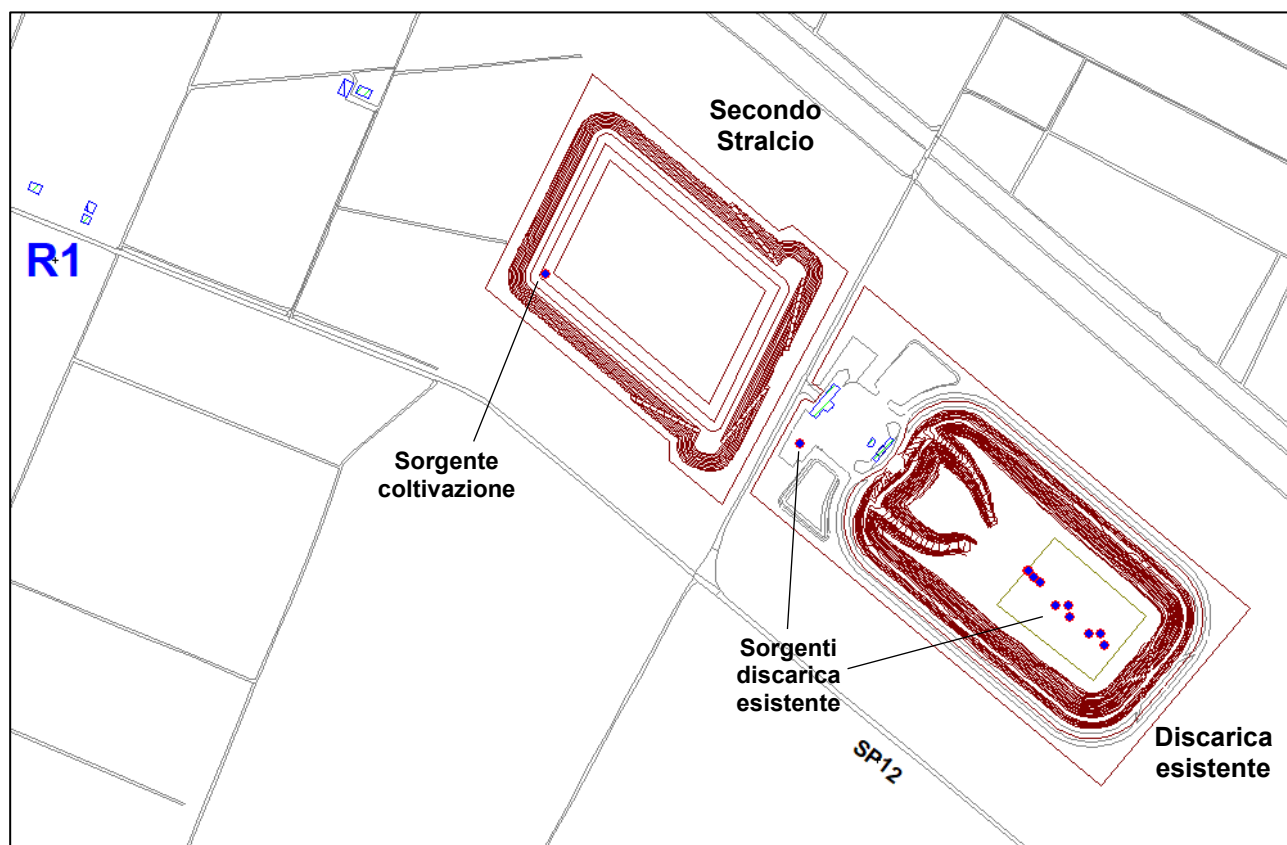 Secondo
Stralcio
R1
Sorgente
coltivazione
Sorgenti
discarica
esistente
SP12
Discarica
esistente